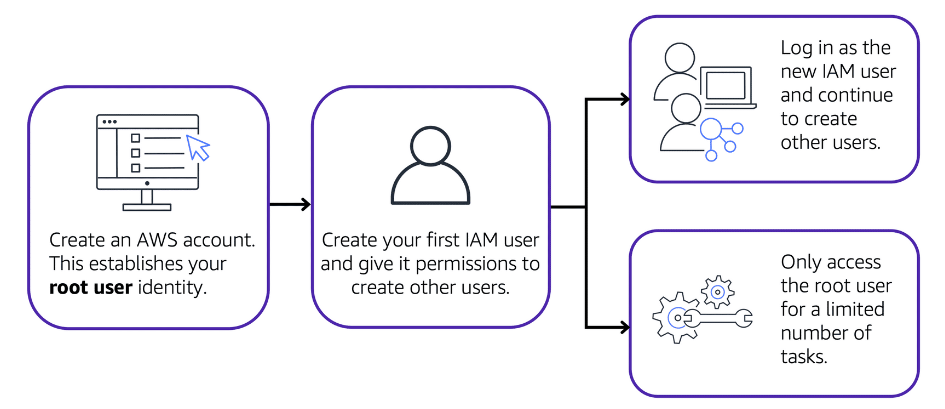 Create an AWS account.
This establishes your
root user identity.
Create your first IAM user
and give it permissions to
create other users.
Log in as the
new IAM user
and continue
to create
other users.
Only access
the root user
for a limited
number of
tasks.